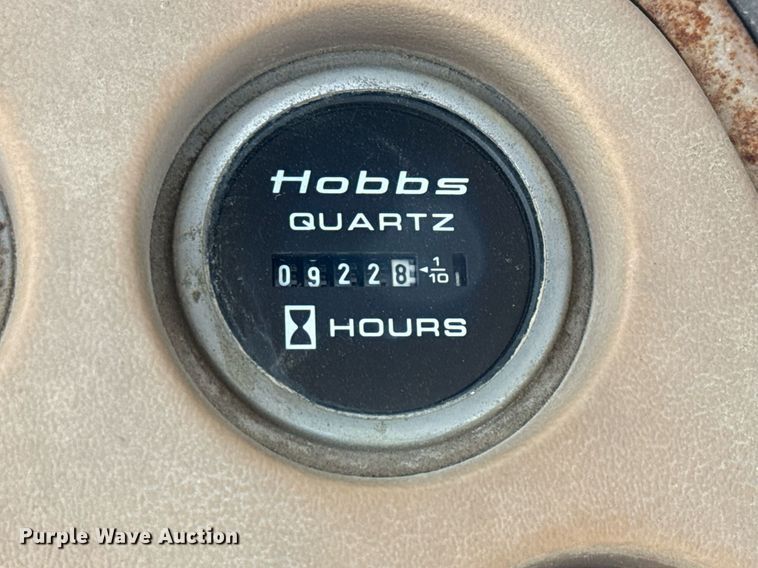 Hobbs
QUARTZ
09228 ◄1/10
HOURS
Purple Wave Auction